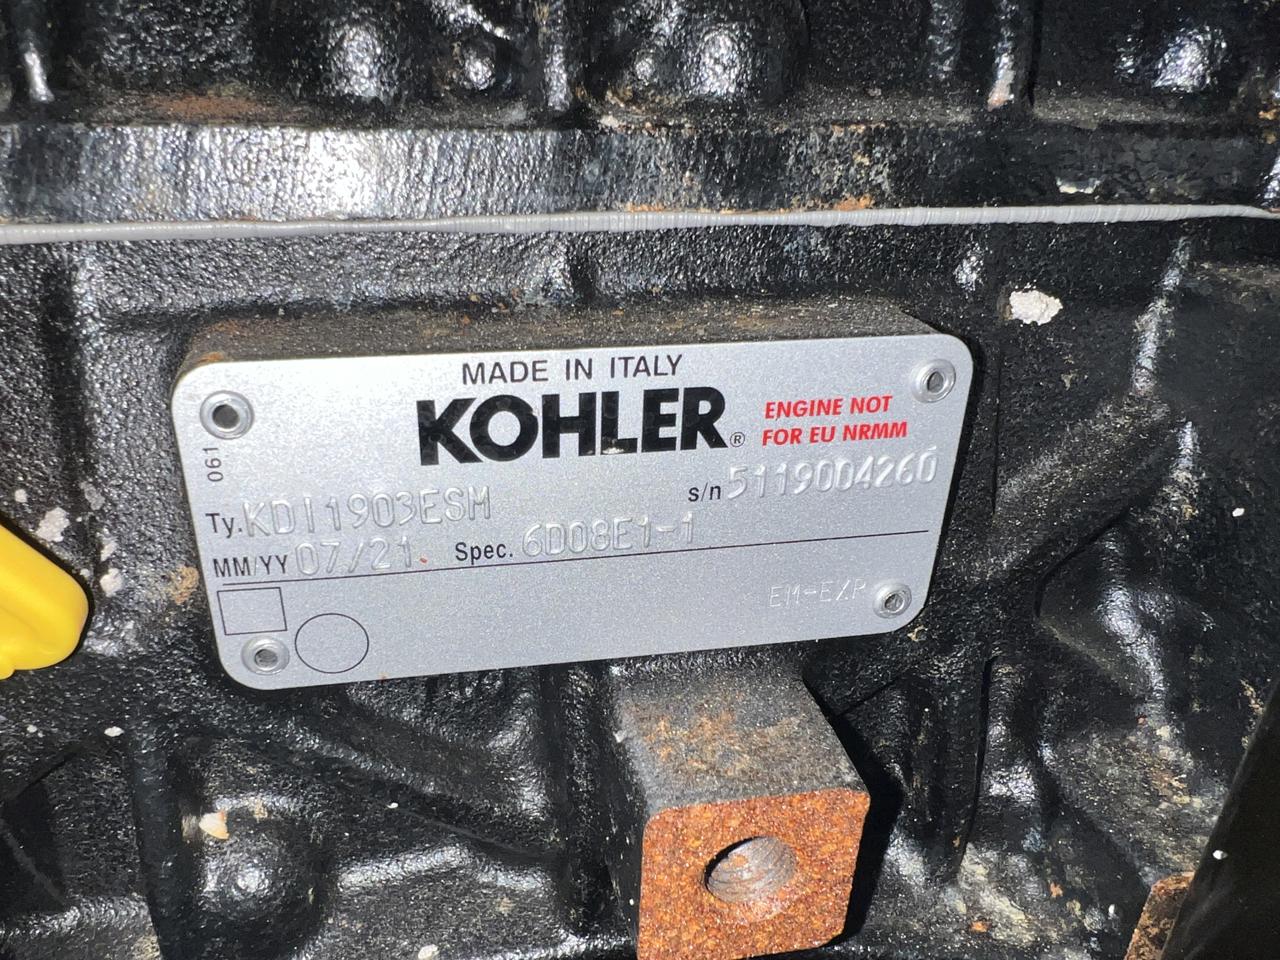 MADE IN ITALY
KOHLER®
ENGINE NOT
FOR EU NRMM
061
s/n 5119004260
Ty. KDI1903ESM
MM/YY 07/21 Spec. 6D08E1-1
EM-EXP